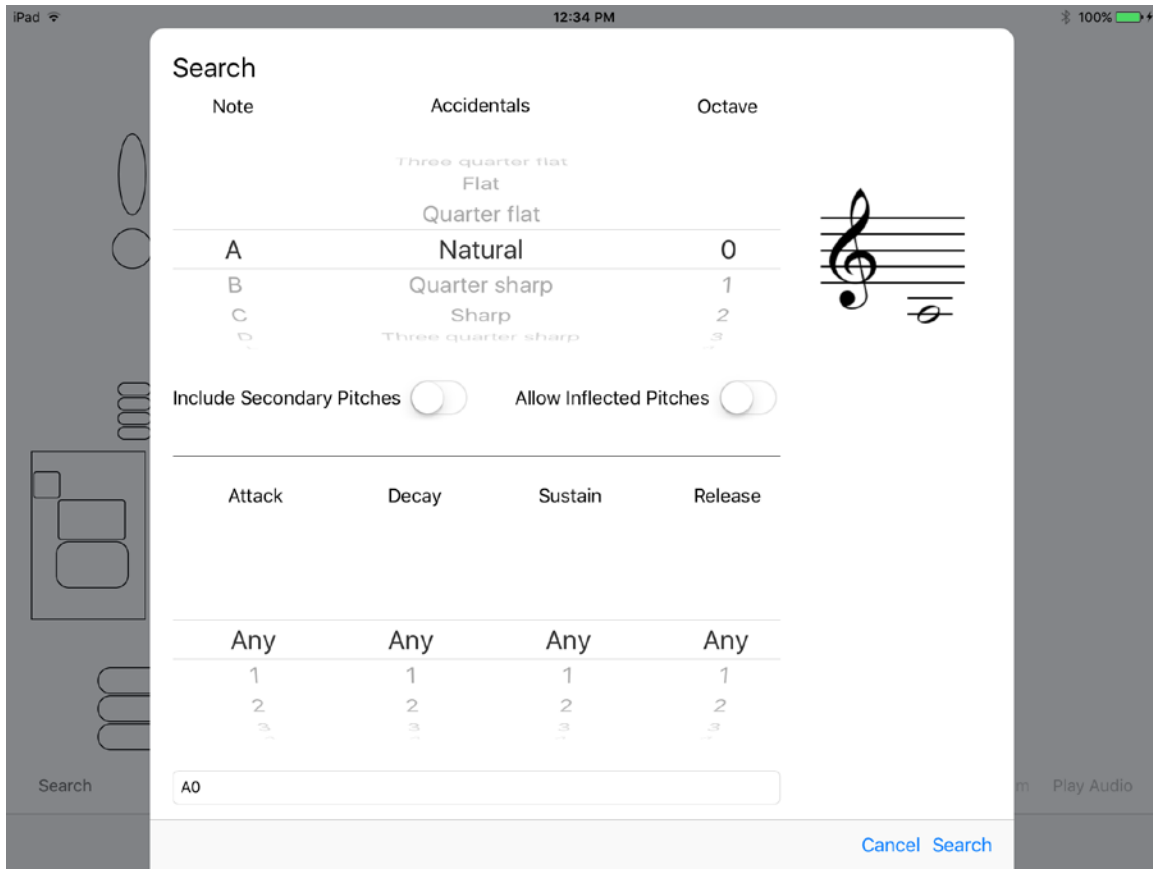 iPad 12:34 PM 100%
Search
Note Accidentals Octave
Three quarter flat
Flat
Quarter flat
A Natural 0
B Quarter sharp 1
C Sharp 2
D Three quarter sharp 3
Include Secondary Pitches Allow Inflected Pitches
Attack Decay Sustain Release
Any Any Any Any
1 1 1 1
2 2 2 2
3 3 3 3
Search m Play Audio
A0
Cancel Search